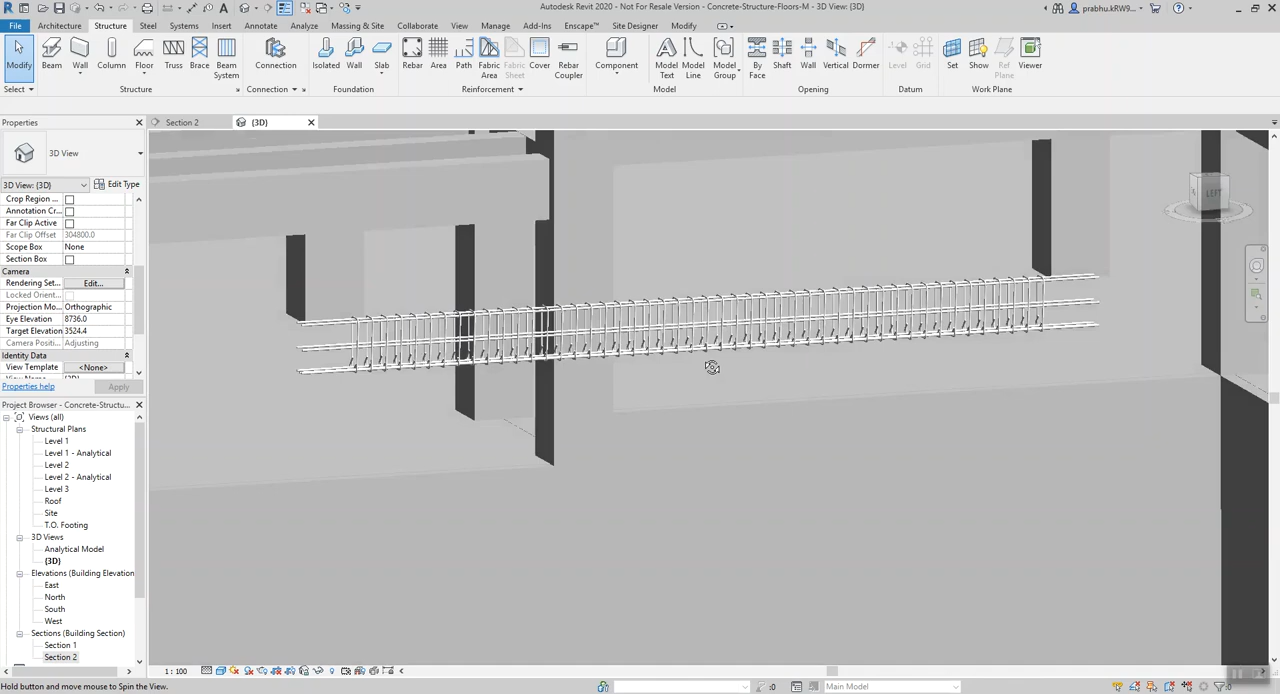 Autodesk Revit 2020 - Not For Resale Version - Concrete-Structure-Floors-M - 3D View: {3D}
prabhu.kRW9...
File Architecture Structure Steel Systems Insert Annotate Analyze Massing & Site Collaborate View Manage Add-Ins Enscape™ Site Designer Modify
Modify Beam Wall Column Floor Truss Brace Beam System Connection Isolated Wall Slab Rebar Area Path Fabric Area Fabric Sheet Cover Rebar Coupler Component Model Text Model Line Model Group By Face Shaft Wall Vertical Dormer Level Grid Set Show Ref Plane Viewer
Select Structure Connection Foundation Reinforcement Model Opening Datum Work Plane
Properties
Section 2
{3D}
3D View
3D View: {3D}
Edit Type
Crop Region ...
Annotation Cr...
Far Clip Active
Far Clip Offset 304800.0
Scope Box None
Section Box
Camera
Rendering Set... Edit...
Locked Orient...
Projection Mo... Orthographic
Eye Elevation 8736.0
Target Elevation 3524.4
Camera Positi... Adjusting
Identity Data
View Template <None>
Properties help
Apply
Project Browser - Concrete-Structu...
Views (all)
Structural Plans
Level 1
Level 1 - Analytical
Level 2
Level 2 - Analytical
Level 3
Roof
Site
T.O. Footing
3D Views
Analytical Model
{3D}
Elevations (Building Elevation
East
North
South
West
Sections (Building Section)
Section 1
Section 2
LEFT
1 : 100
Hold button and move mouse to Spin the View.
:0
Main Model
:0